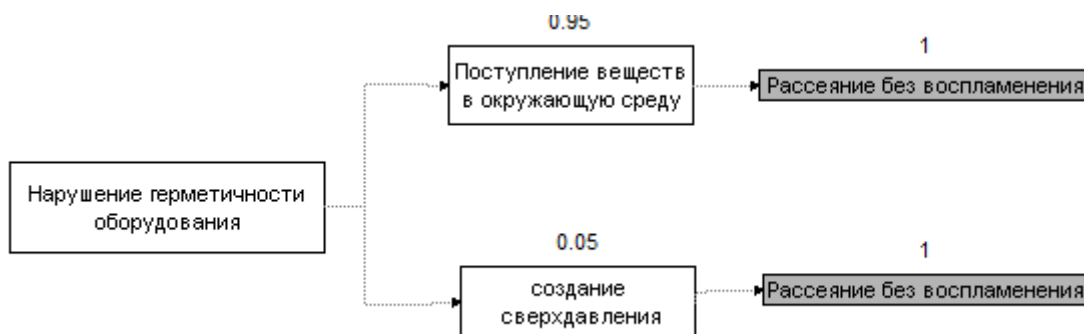 0.95
1
Поступление веществ
в окружающую среду
Рассеяние без воспламенения
Нарушение герметичности
оборудования
0.05
1
создание
сверхдавления
Рассеяние без воспламенения